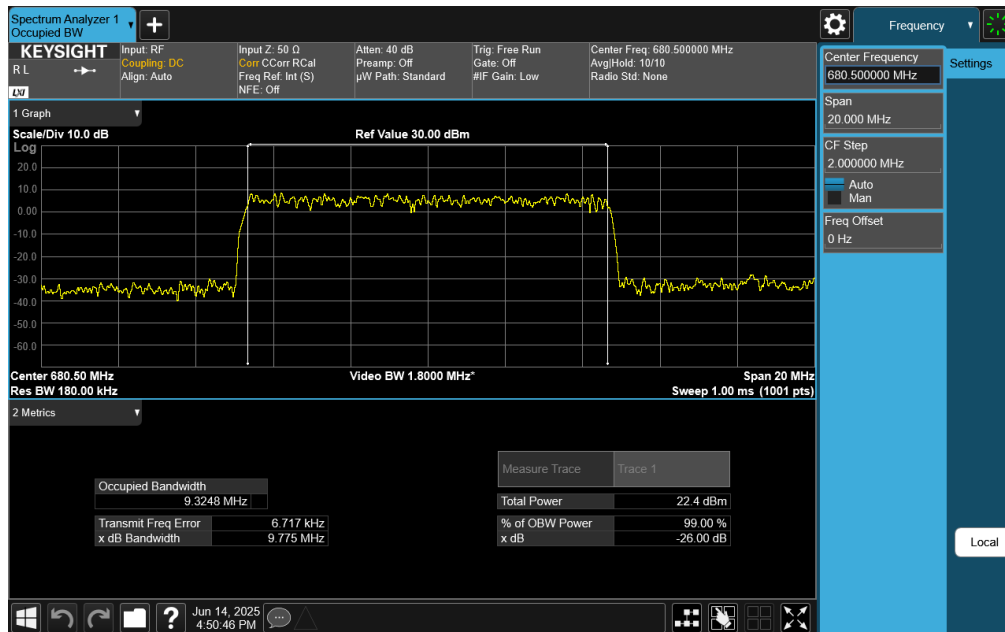 Spectrum Analyzer 1
Occupied BW
Frequency
KEYSIGHT
R L
LXI
Input: RF
Coupling: DC
Align: Auto
Input Z: 50 Ω
Corr CCorr RCal
Freq Ref: Int (S)
NFE: Off
Atten: 40 dB
Preamp: Off
µW Path: Standard
Trig: Free Run
Gate: Off
#IF Gain: Low
Center Freq: 680.500000 MHz
Avg|Hold: 10/10
Radio Std: None
Center Frequency
680.500000 MHz
Settings
Span
20.000 MHz
CF Step
2.000000 MHz
Auto
Man
Freq Offset
0 Hz
Local
1 Graph
Scale/Div 10.0 dB
Ref Value 30.00 dBm
Log
20.0
10.0
0.00
-10.0
-20.0
-30.0
-40.0
-50.0
-60.0
Center 680.50 MHz
Video BW 1.8000 MHz*
Span 20 MHz
Res BW 180.00 kHz
Sweep 1.00 ms (1001 pts)
2 Metrics
Measure Trace Trace 1
Occupied Bandwidth
9.3248 MHz
Total Power 22.4 dBm
Transmit Freq Error 6.717 kHz
% of OBW Power 99.00 %
x dB Bandwidth 9.775 MHz
x dB -26.00 dB
?
Jun 14, 2025
4:50:46 PM